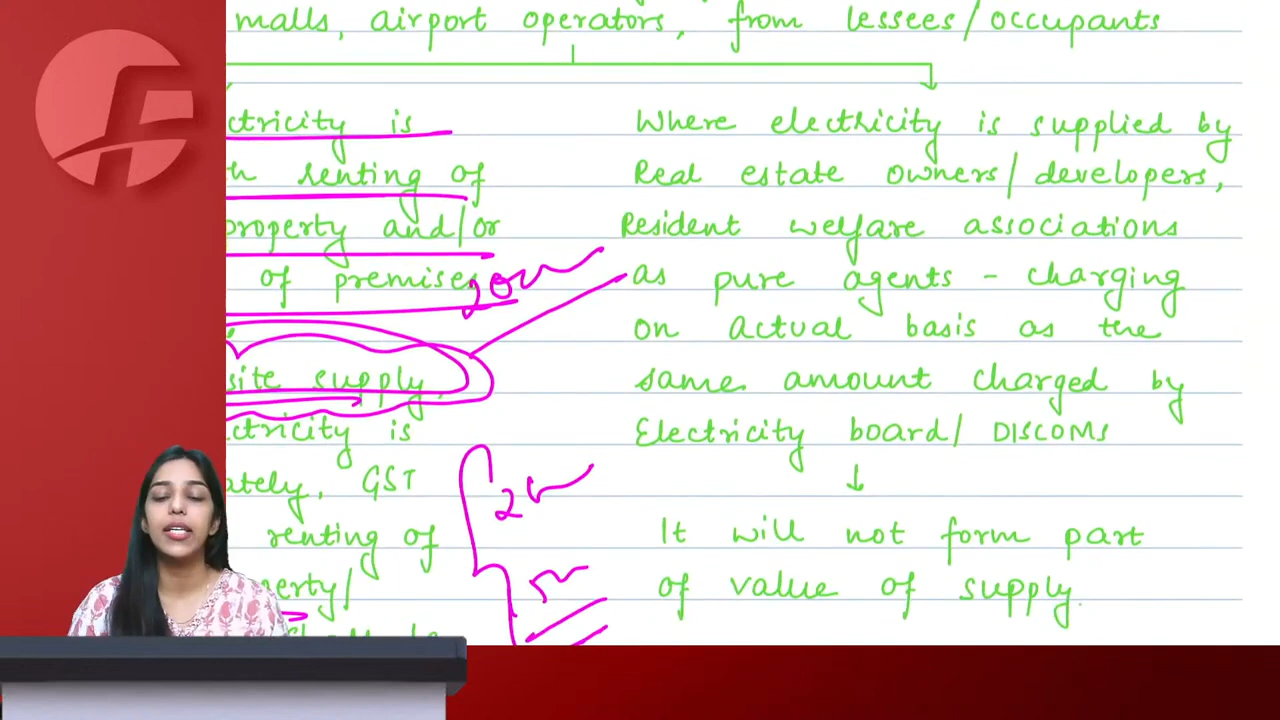 malls, airport operators, from lessees/occupants
ctricity is
th renting of
property and/or
of premises
site supply,
ctricity is
ately, GST
renting of
erty/
Where electricity is supplied by
Real estate owners/developers,
Resident welfare associations
as pure agents - charging
on actual basis as the
same amount charged by
Electricity board/ DISCOMs
↓
It will not form part
of value of supply.